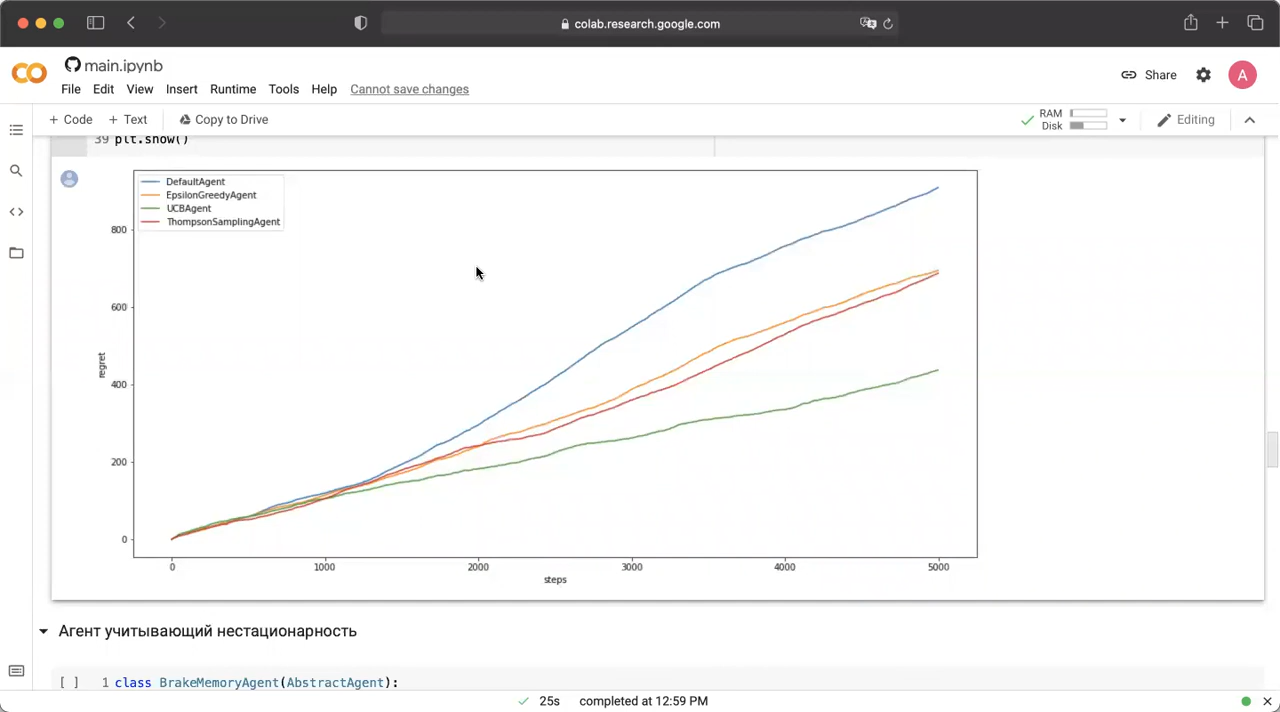 colab.research.google.com
main.ipynb
File Edit View Insert Runtime Tools Help Cannot save changes
Share
A
+ Code + Text Copy to Drive
RAM
Disk
Editing
39 plt.show()
DefaultAgent
EpsilonGreedyAgent
UCBAgent
ThompsonSamplingAgent
800
600
400
200
0
regret
0 1000 2000 3000 4000 5000
steps
Агент учитывающий нестационарность
[ ] 1 class BrakeMemoryAgent(AbstractAgent):
25s completed at 12:59 PM